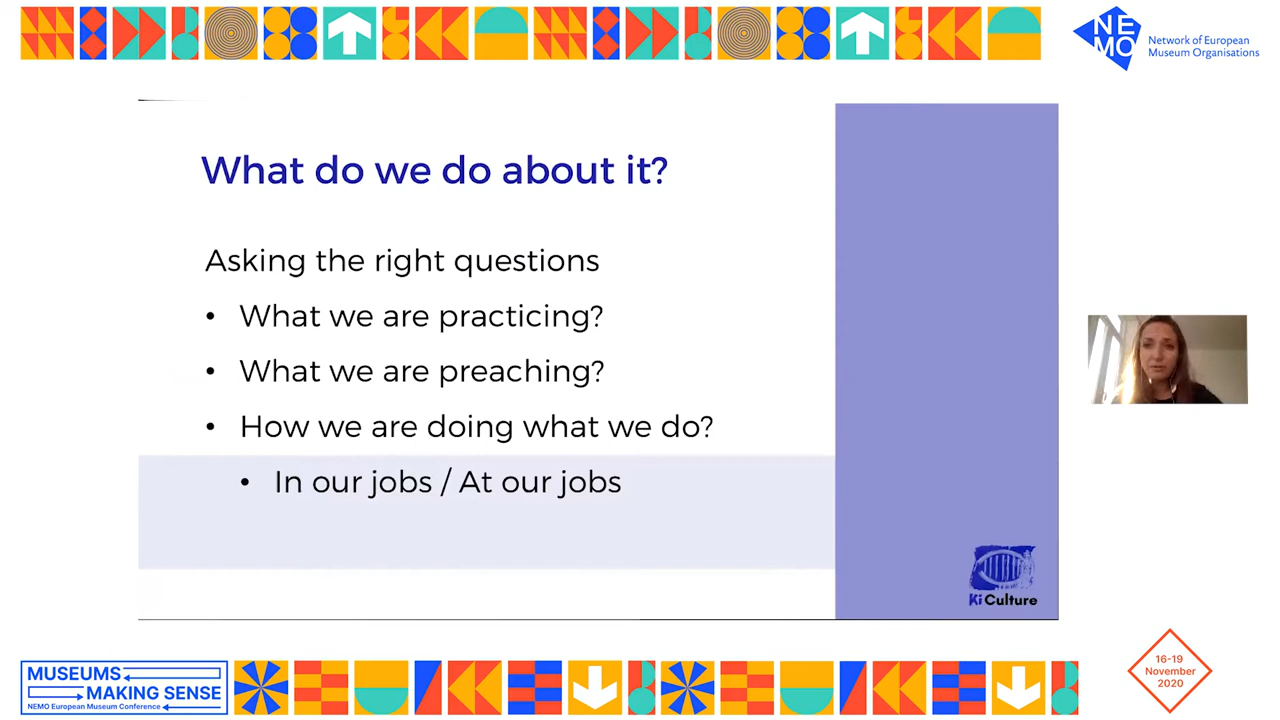 NE
MO
Network of European
Museum Organisations
What do we do about it?
Asking the right questions
• What we are practicing?
• What we are preaching?
• How we are doing what we do?
• In our jobs / At our jobs
Ki Culture
MUSEUMS
MAKING SENSE
NEMO European Museum Conference
16-19
November
2020